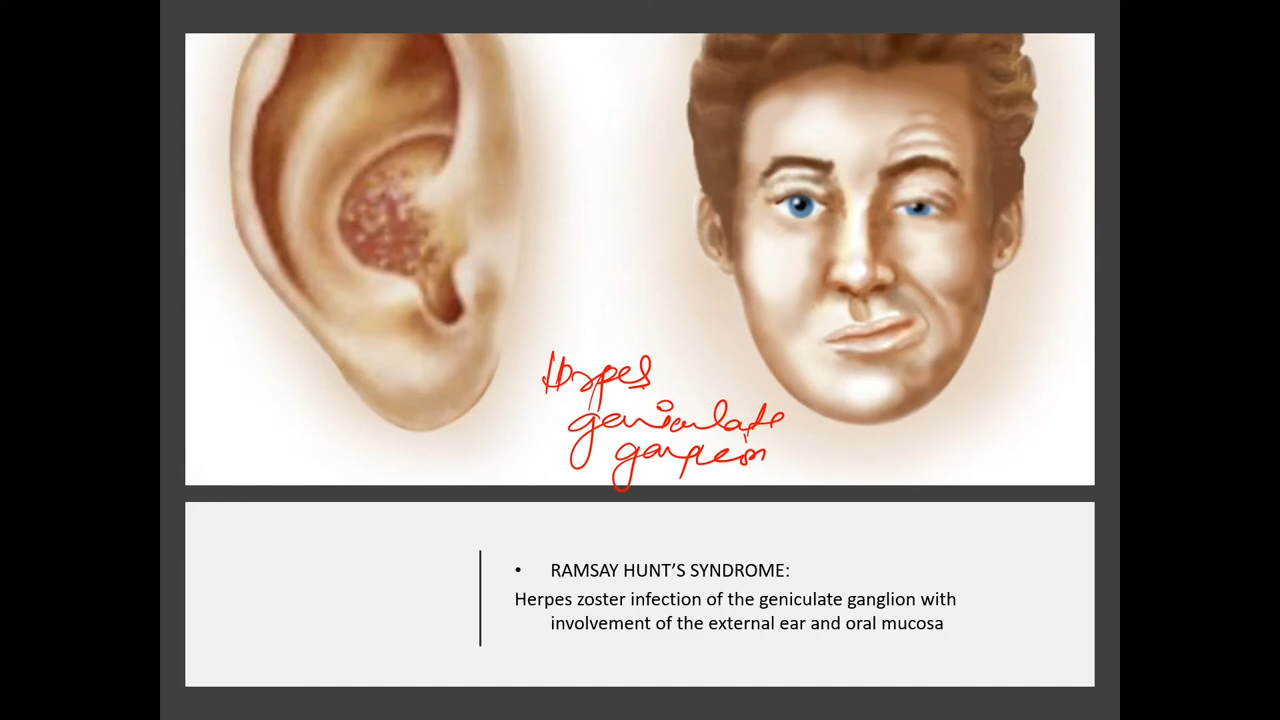 Herpes
geniculate
ganglion
• RAMSAY HUNT’S SYNDROME:
Herpes zoster infection of the geniculate ganglion with
involvement of the external ear and oral mucosa